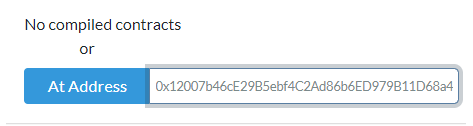 No compiled contracts
or
At Address
0x12007b46cE29B5ebf4C2Ad86b6ED979B11D68a4